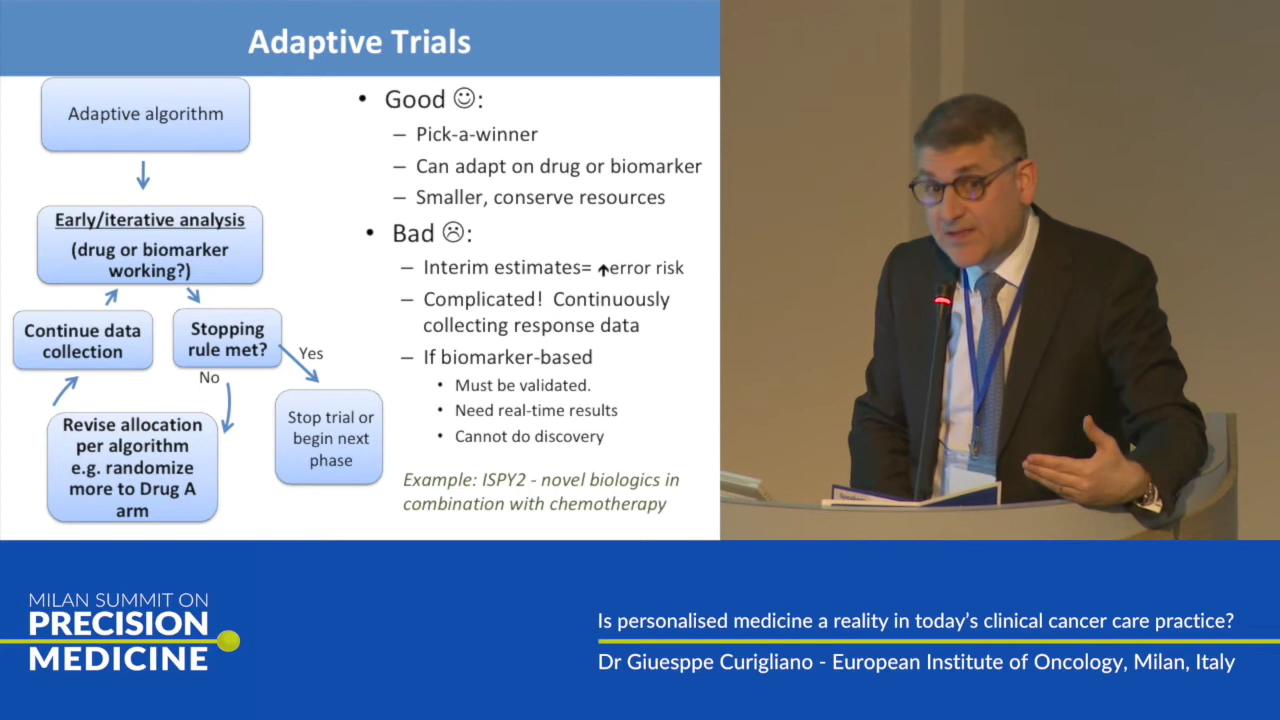 Adaptive Trials
Adaptive algorithm
Early/iterative analysis
(drug or biomarker
working?)
Continue data
collection
Stopping
rule met?
Yes
No
Stop trial or
begin next
phase
Revise allocation
per algorithm
e.g. randomize
more to Drug A
arm
• Good ☺:
– Pick-a-winner
– Can adapt on drug or biomarker
– Smaller, conserve resources
• Bad ☹:
– Interim estimates= ↑error risk
– Complicated! Continuously
collecting response data
– If biomarker-based
• Must be validated.
• Need real-time results
• Cannot do discovery
Example: ISPY2 - novel biologics in
combination with chemotherapy
MILAN SUMMIT ON
PRECISION
MEDICINE
Is personalised medicine a reality in today's clinical cancer care practice?
Dr Giuesppe Curigliano - European Institute of Oncology, Milan, Italy